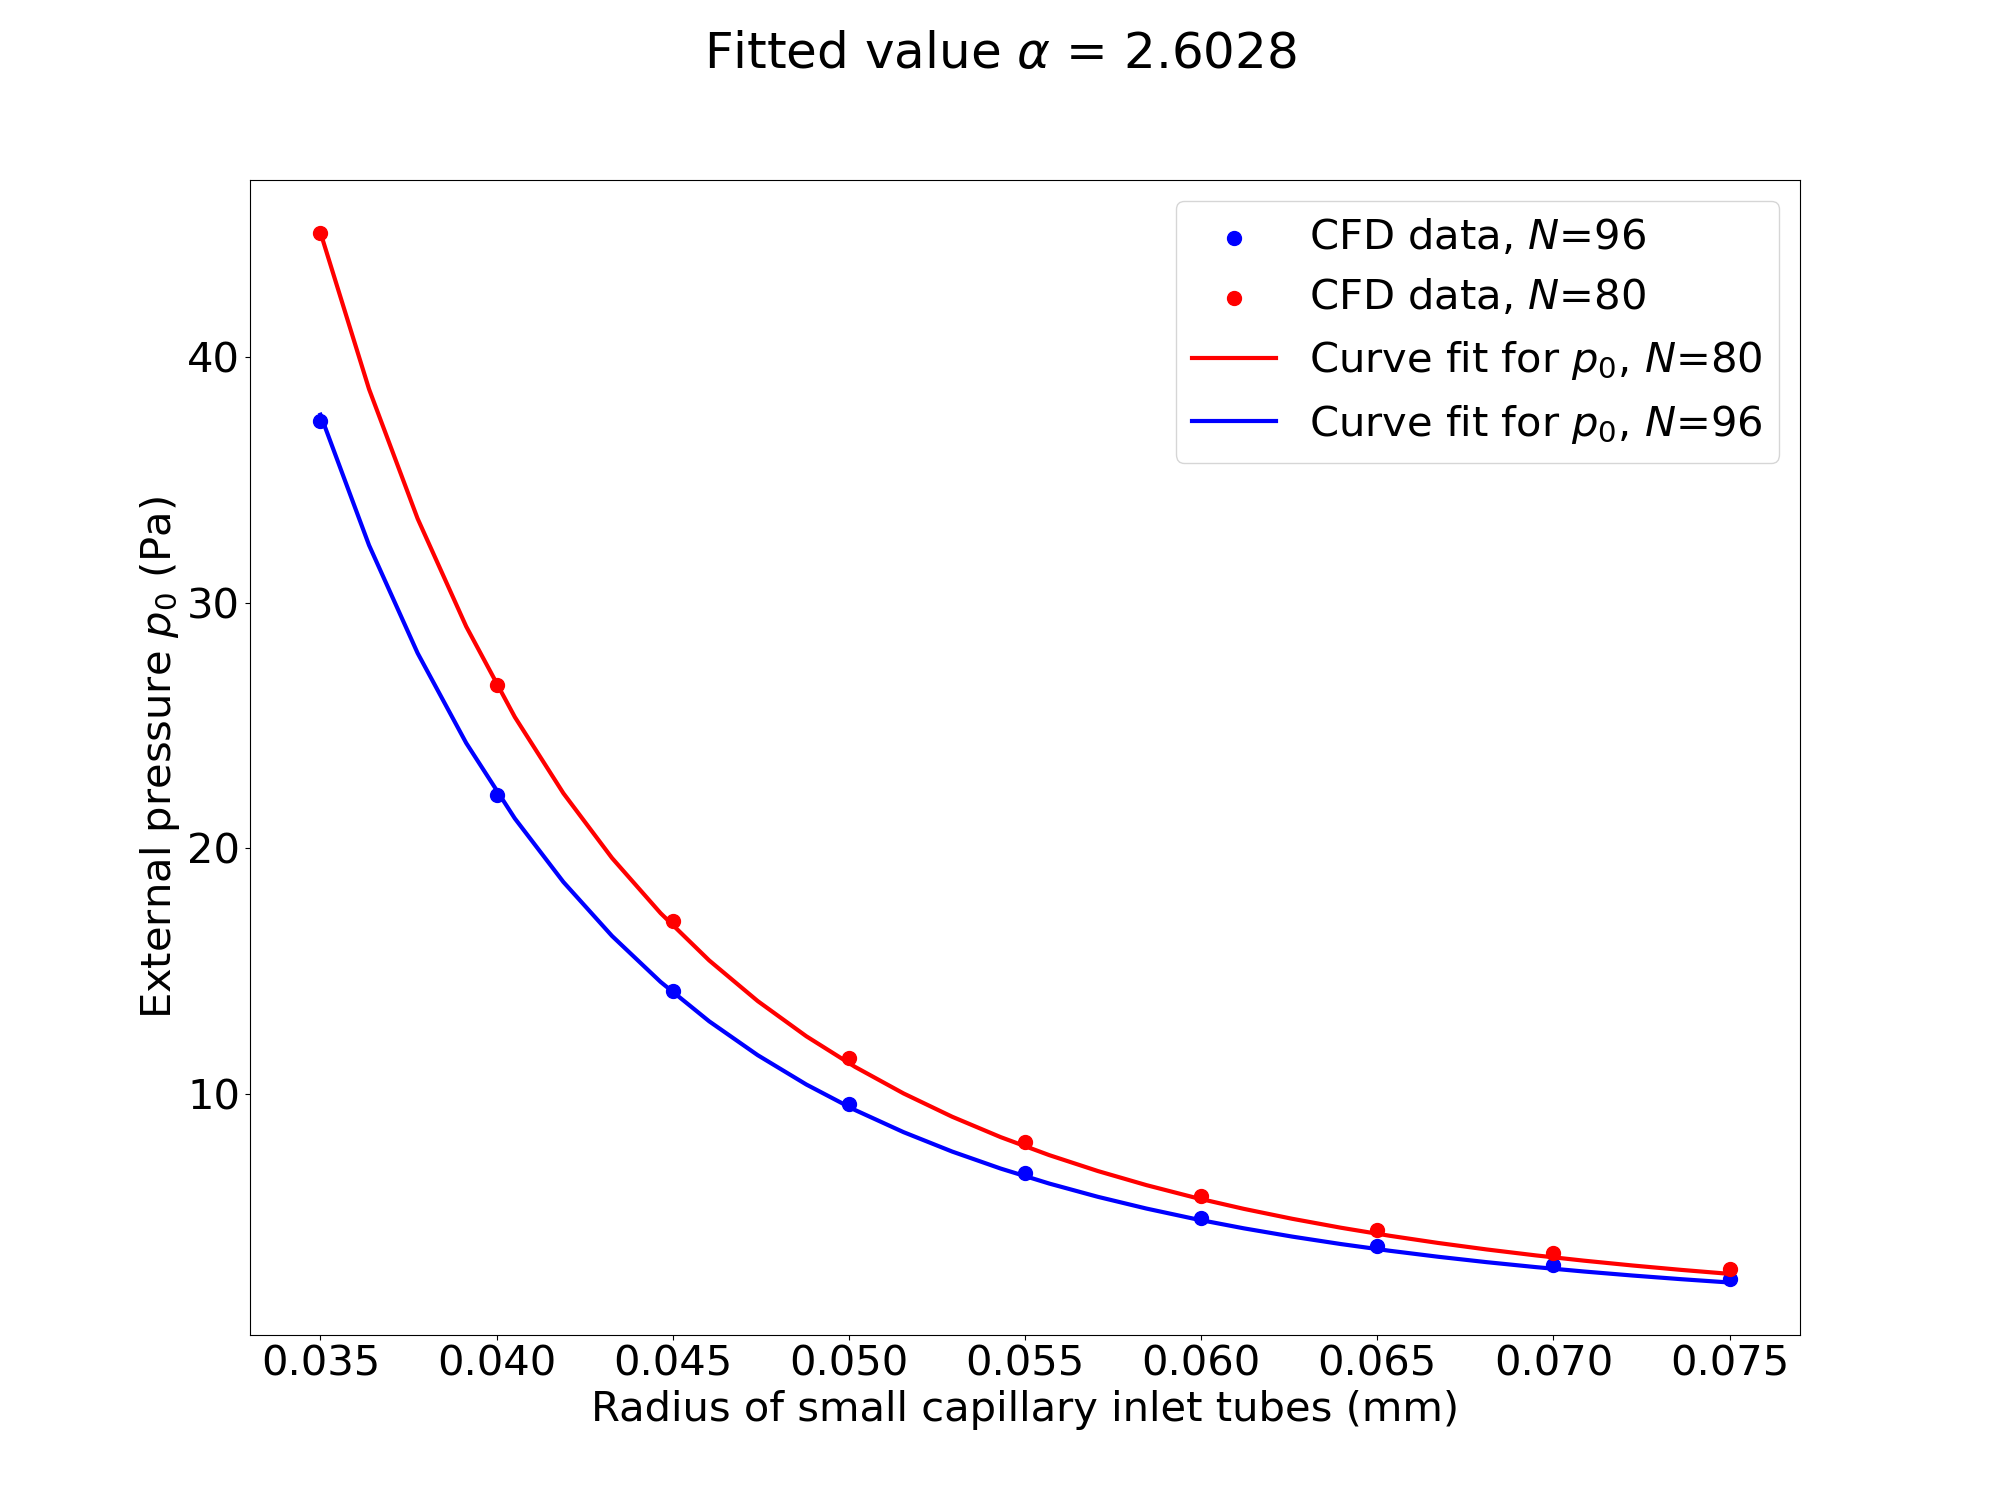 Fitted value α = 2.6028
CFD data, N=96
CFD data, N=80
Curve fit for p₀, N=80
Curve fit for p₀, N=96
External pressure p₀ (Pa)
40
30
20
10
0.035 0.040 0.045 0.050 0.055 0.060 0.065 0.070 0.075
Radius of small capillary inlet tubes (mm)